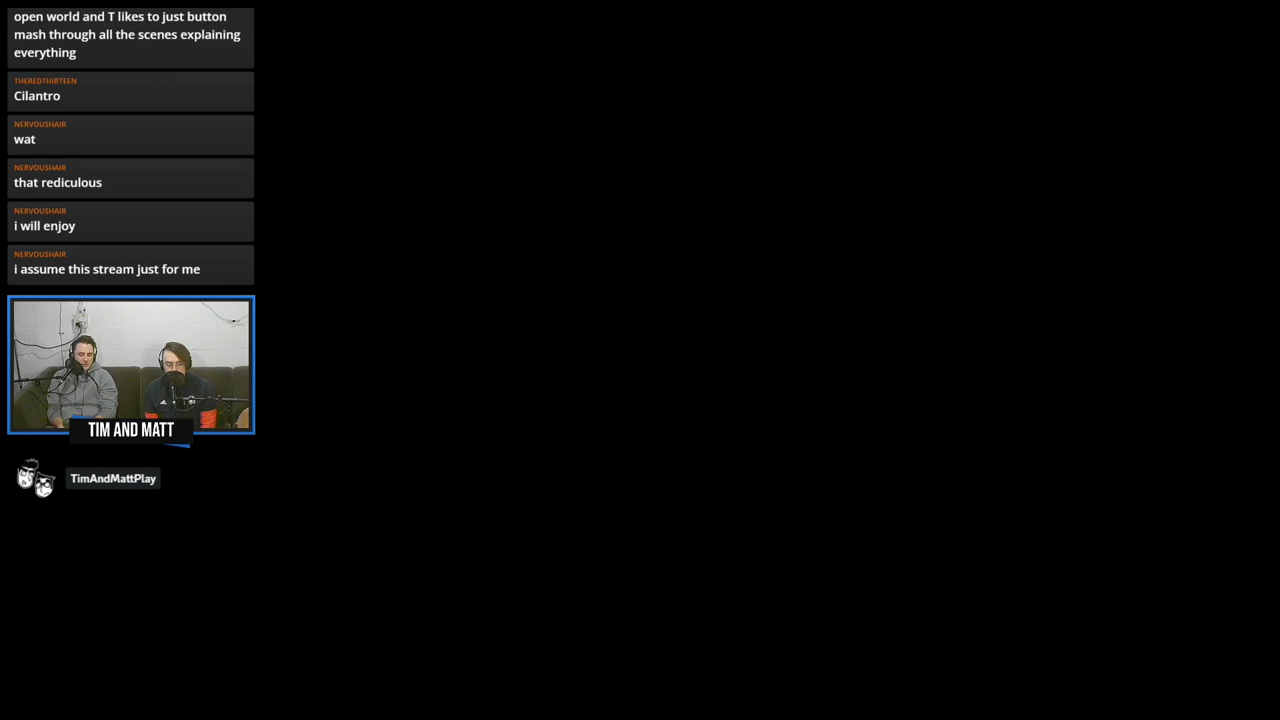 open world and T likes to just button
mash through all the scenes explaining
everything
THEREDTHIRTEEN
Cilantro
NERVOUSHAIR
wat
NERVOUSHAIR
that rediculous
NERVOUSHAIR
i will enjoy
NERVOUSHAIR
i assume this stream just for me
TIM AND MATT
TimAndMattPlay